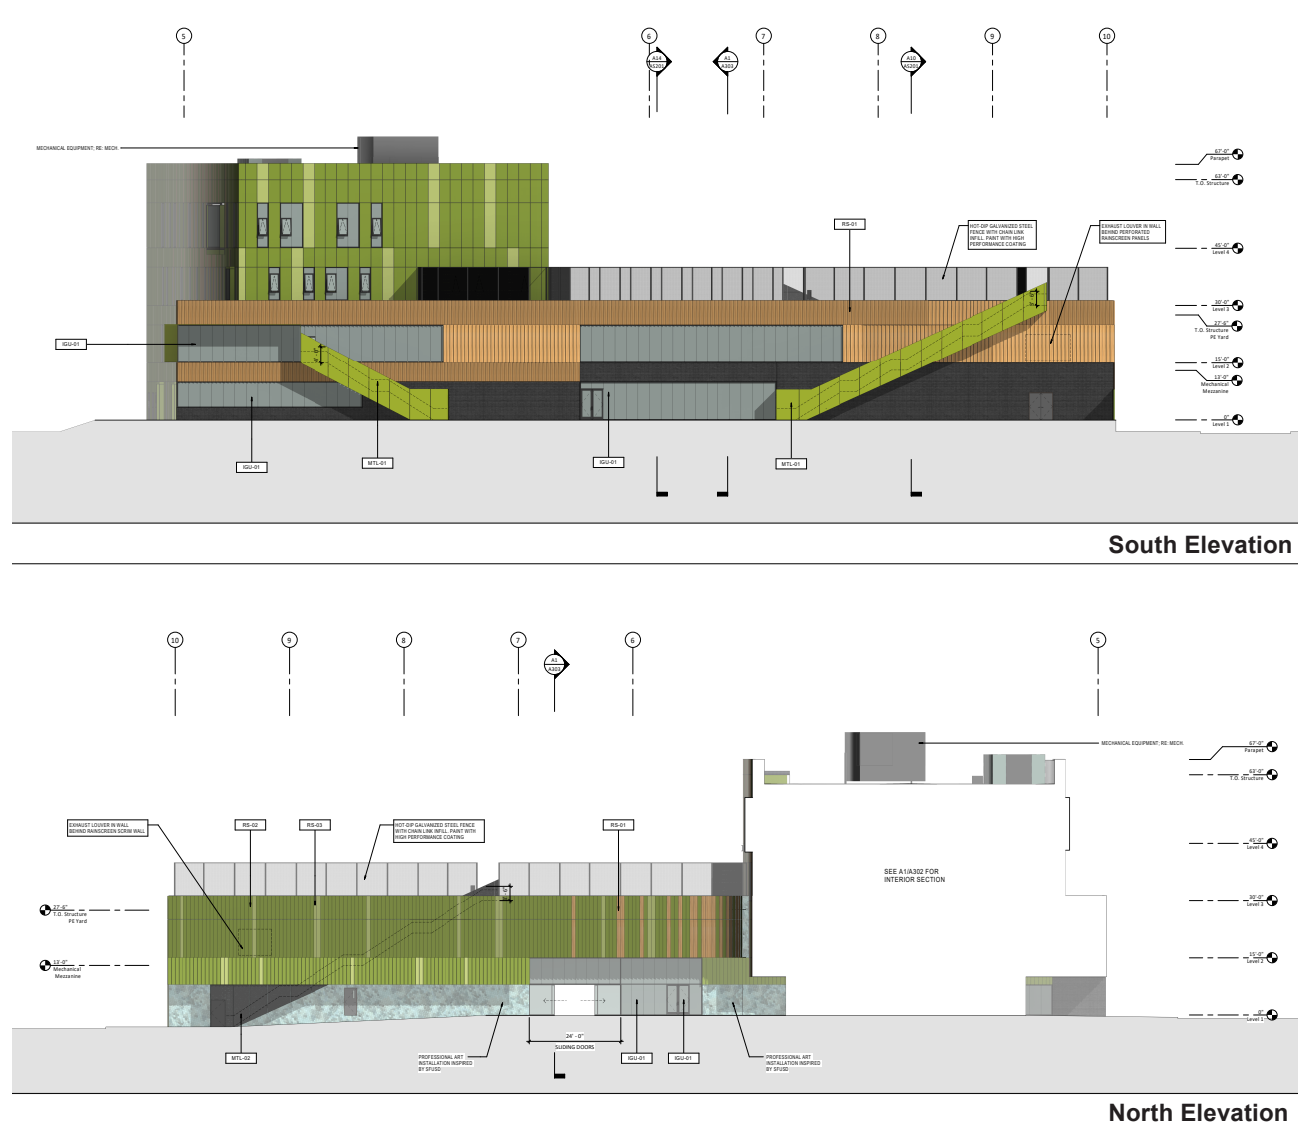 5
6
7
8
9
10
A14
AS201
A1
A303
A10
AS201
MECHANICAL EQUIPMENT; RE: MECH.
67'-0"
Parapet
63'-0"
T.O. Structure
RS-01
HOT-DIP GALVANIZED STEEL
FENCE WITH CHAIN LINK
INFILL. PAINT WITH HIGH
PERFORMANCE COATING
EXHAUST LOUVER IN WALL
BEHIND PERFORATED
RAINSCREEN PANELS
45'-0"
Level 4
30'-0"
Level 3
27'-6"
T.O. Structure
PE Yard
IGU-01
15'-0"
Level 2
13'-0"
Mechanical
Mezzanine
0"
Level 1
IGU-01
MTL-01
IGU-01
MTL-01
South Elevation
10
9
8
7
6
5
A1
A303
MECHANICAL EQUIPMENT; RE: MECH.
67'-0"
Parapet
63'-0"
T.O. Structure
EXHAUST LOUVER IN WALL
BEHIND RAINSCREEN SCRIM WALL
RS-02
RS-03
HOT-DIP GALVANIZED STEEL FENCE
WITH CHAIN LINK INFILL. PAINT WITH
HIGH PERFORMANCE COATING
RS-01
45'-0"
Level 4
SEE A1/A302 FOR
INTERIOR SECTION
30'-0"
Level 3
27'-6"
T.O. Structure
PE Yard
15'-0"
Level 2
13'-0"
Mechanical
Mezzanine
0"
Level 1
24' - 0"
SLIDING DOORS
MTL-02
PROFESSIONAL ART
INSTALLATION INSPIRED
BY SFUSD
IGU-01
IGU-01
PROFESSIONAL ART
INSTALLATION INSPIRED
BY SFUSD
North Elevation